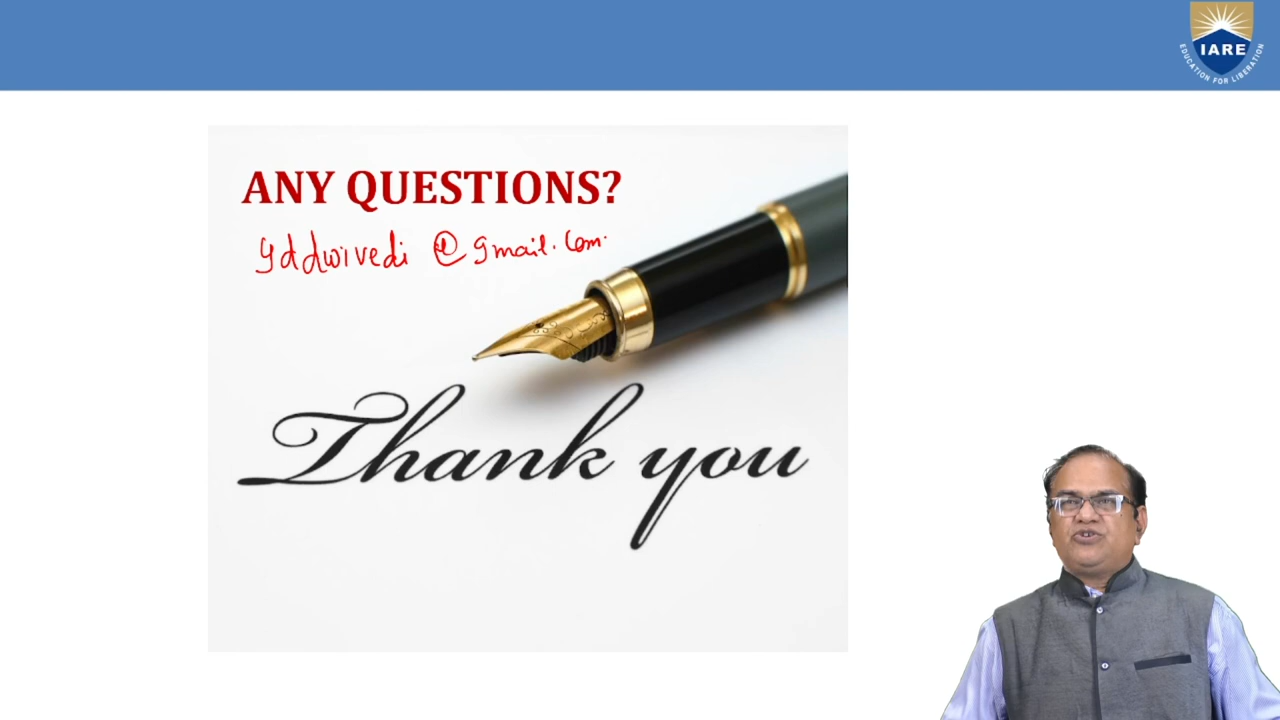 IARE
EDUCATION FOR LIBERATION
ANY QUESTIONS?
yddwivedi @gmail.com.
Thank you